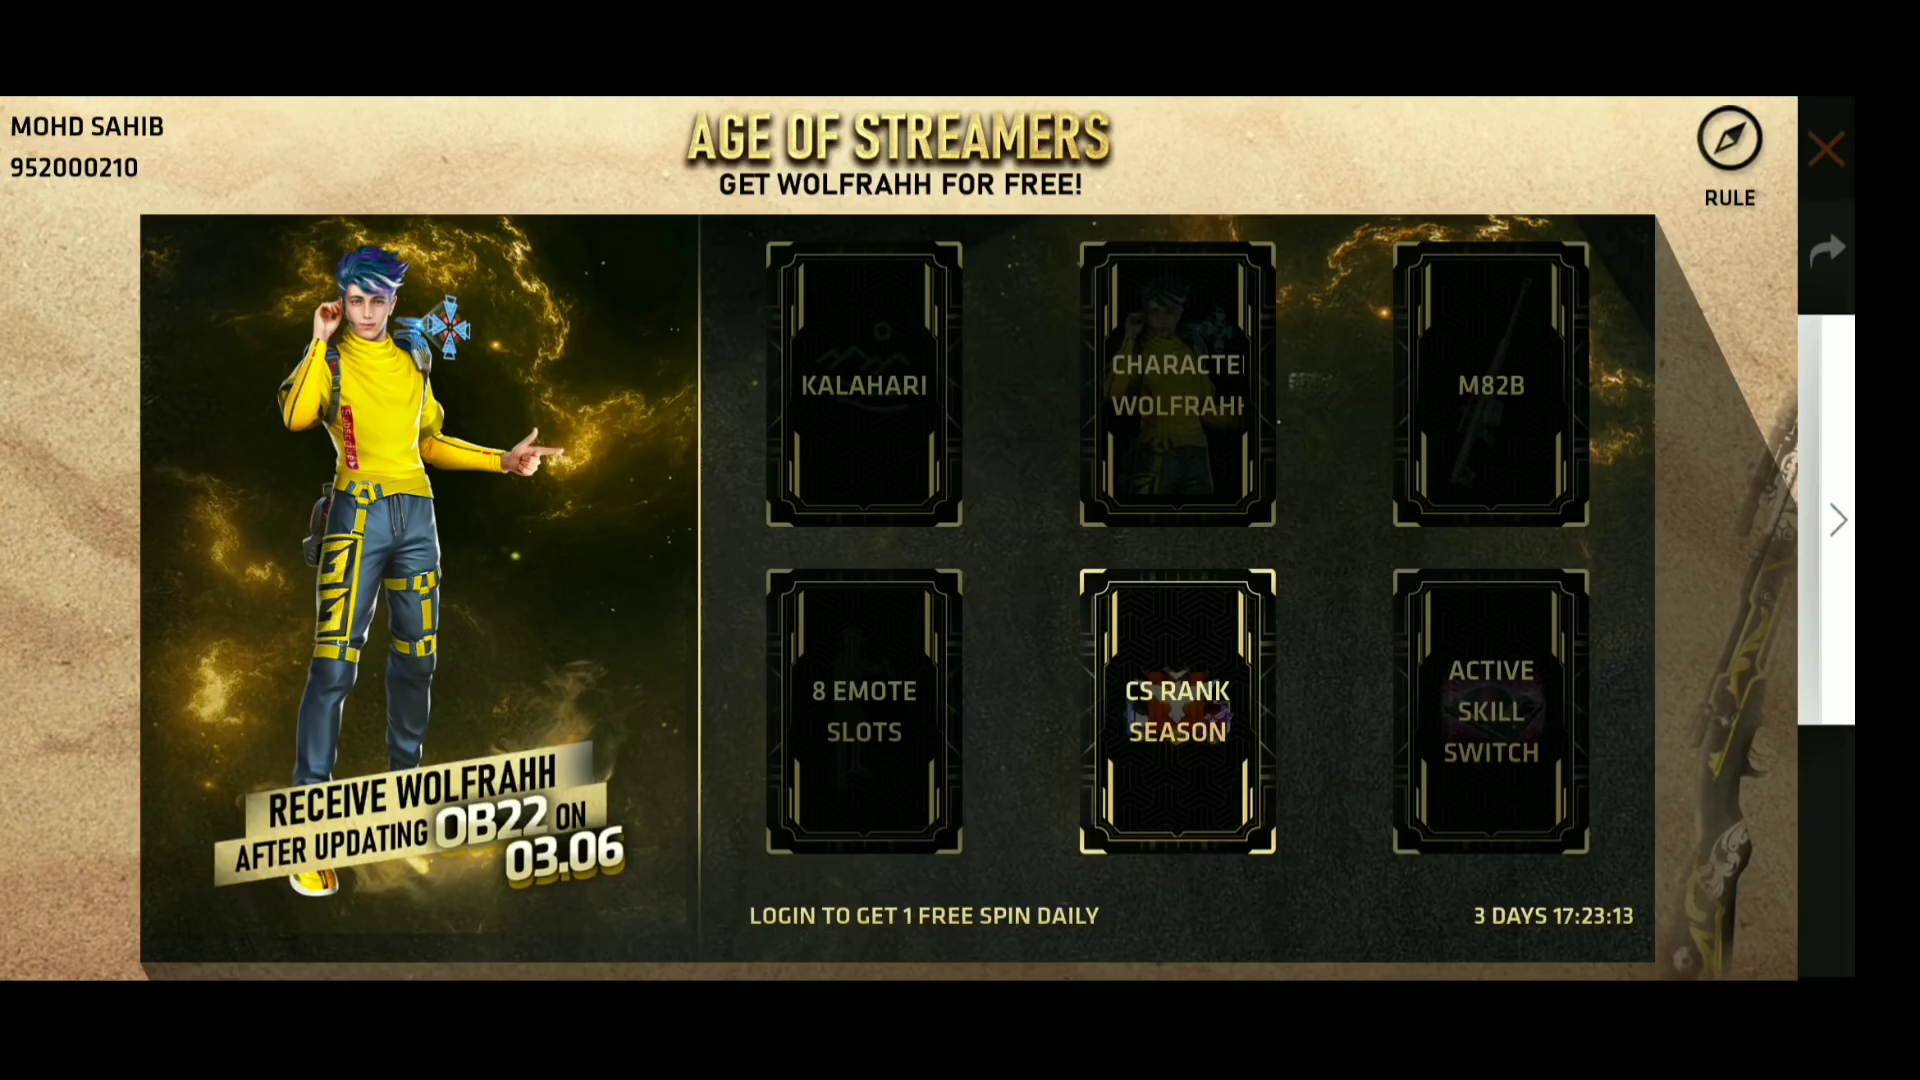 MOHD SAHIB
952000210
AGE OF STREAMERS
GET WOLFRAHH FOR FREE!
RULE
KALAHARI
CHARACTER
WOLFRAHH
M82B
8 EMOTE
SLOTS
CS RANK
SEASON
ACTIVE
SKILL
SWITCH
RECEIVE WOLFRAHH
AFTER UPDATING OB22 ON
03.06
LOGIN TO GET 1 FREE SPIN DAILY
3 DAYS 17:23:13